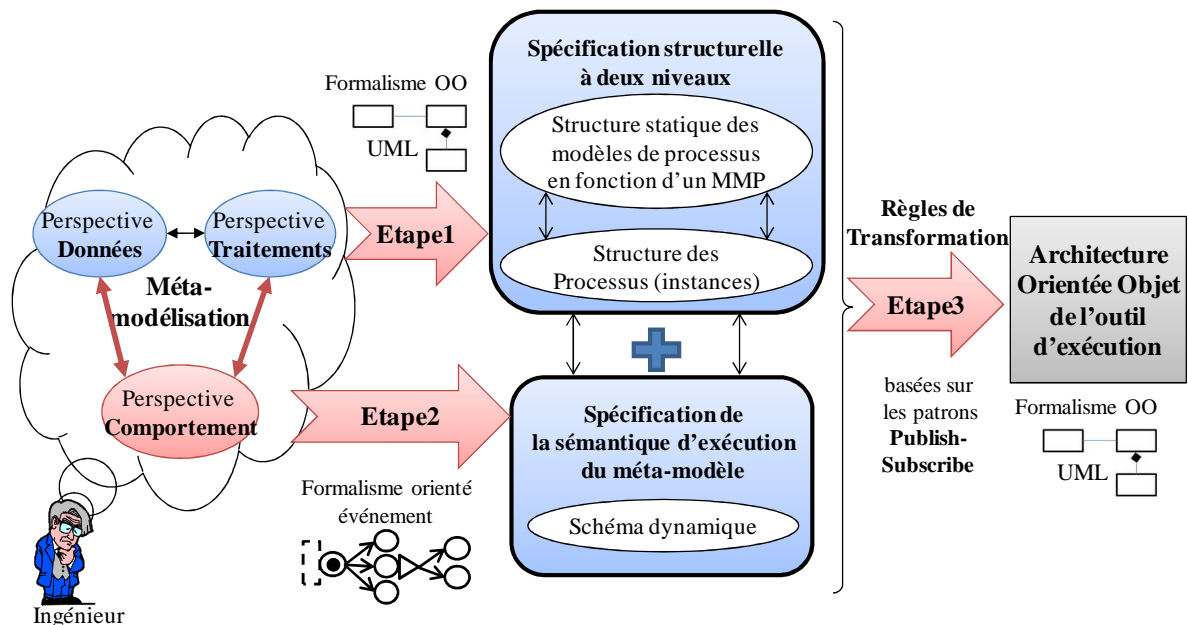 Spécification structurelle
à deux niveaux
Formalisme OO
UML
Structure statique des
modèles de processus
en fonction d'un MMP
Perspective
Données
Perspective
Traitements
Méta-
modélisation
Perspective
Comportement
Etape1
Structure des
Processus (instances)
Règles de
Transformation
Etape3
Architecture
Orientée Objet
de l'outil
d'exécution
Etape2
Spécification de
la sémantique d'exécution
du méta-modèle
Schéma dynamique
basées sur
les patrons
Publish-
Subscribe
Formalisme OO
UML
Formalisme orienté
événement
Ingénieur